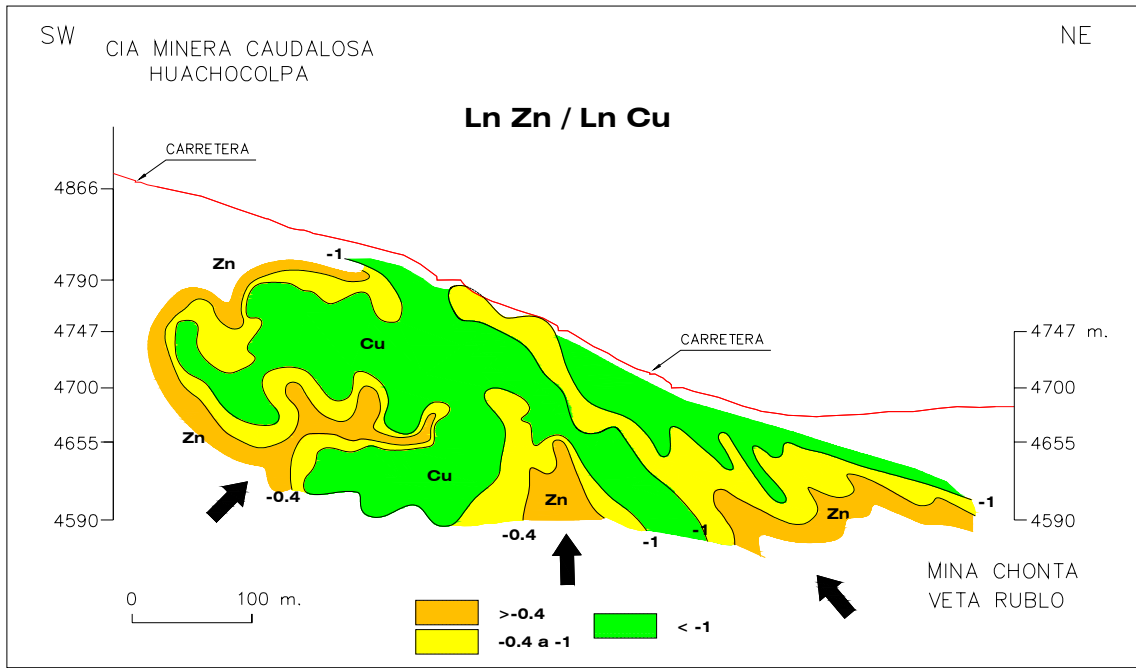 SW
NE
CIA MINERA CAUDALOSA
HUACHOCOLPA
Ln Zn / Ln Cu
CARRETERA
4866
Zn
-1
4790
4747
4747 m.
Cu
CARRETERA
4700
4700
Zn
4655
4655
Cu
-0.4
Zn
Zn
-1
4590
4590
-0.4
-1
-1
MINA CHONTA
VETA RUBLO
0
100 m.
>-0.4
< -1
-0.4 a -1